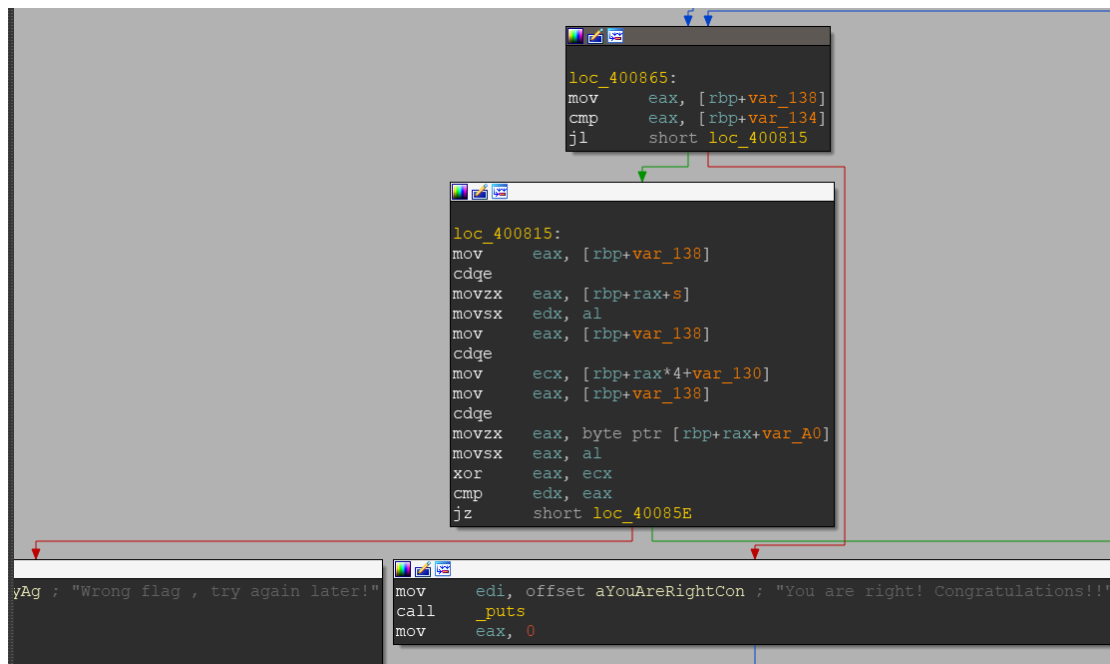 loc_400865:
mov eax, [rbp+var_138]
cmp eax, [rbp+var_134]
jl short loc_400815
loc_400815:
mov eax, [rbp+var_138]
cdqe
movzx eax, [rbp+rax+s]
movsx edx, al
mov eax, [rbp+var_138]
cdqe
mov ecx, [rbp+rax*4+var_130]
mov eax, [rbp+var_138]
cdqe
movzx eax, byte ptr [rbp+rax+var_A0]
movsx eax, al
xor eax, ecx
cmp edx, eax
jz short loc_40085E
yAg ; "Wrong flag , try again later!"
mov edi, offset aYouAreRightCon ; "You are right! Congratulations!!"
call _puts
mov eax, 0